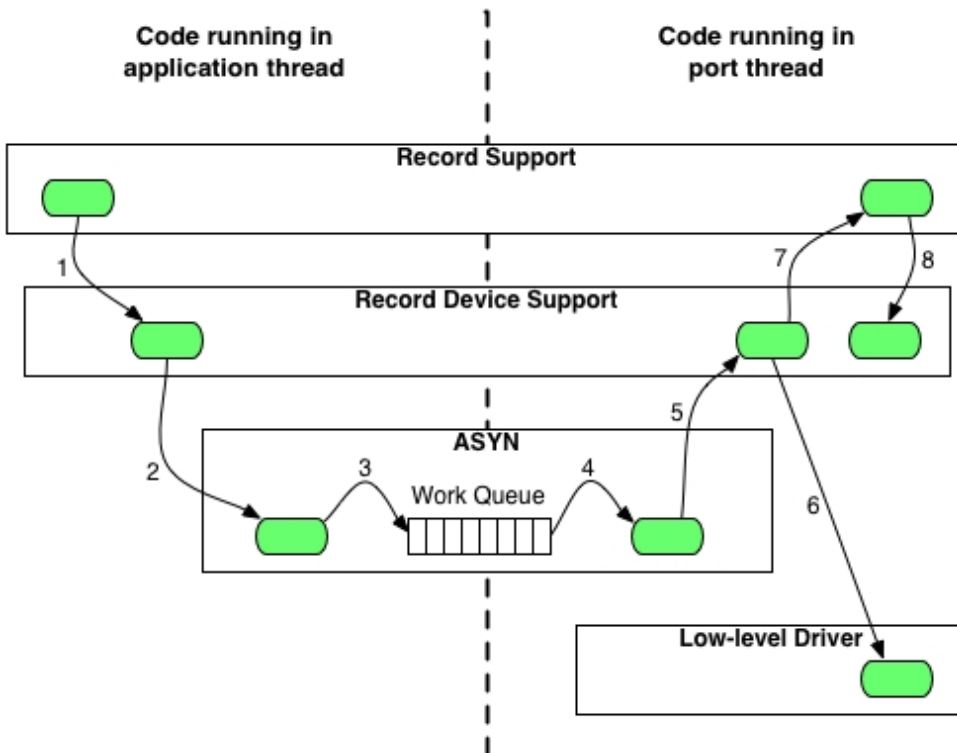 Code running in
application thread
Code running in
port thread
Record Support
1
7
8
Record Device Support
2
5
ASYN
3
4
Work Queue
6
Low-level Driver